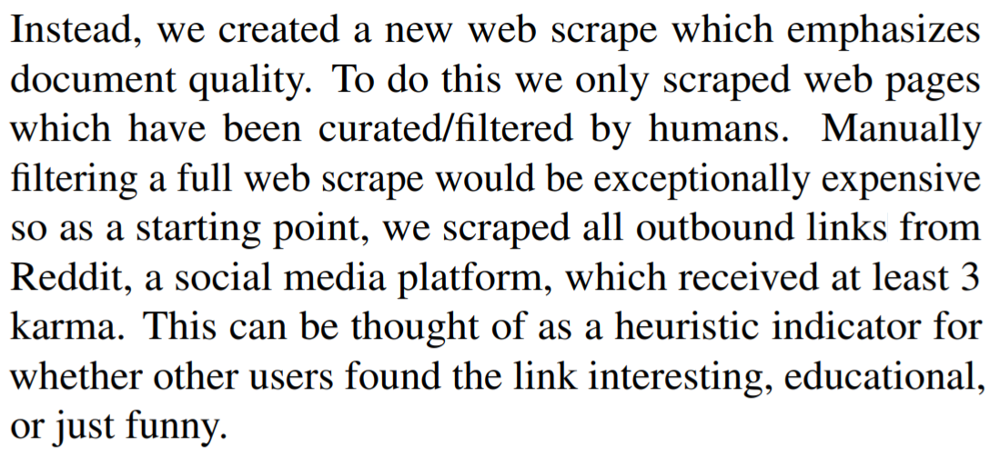 Instead, we created a new web scrape which emphasizes
document quality. To do this we only scraped web pages
which have been curated/filtered by humans. Manually
filtering a full web scrape would be exceptionally expensive
so as a starting point, we scraped all outbound links from
Reddit, a social media platform, which received at least 3
karma. This can be thought of as a heuristic indicator for
whether other users found the link interesting, educational,
or just funny.